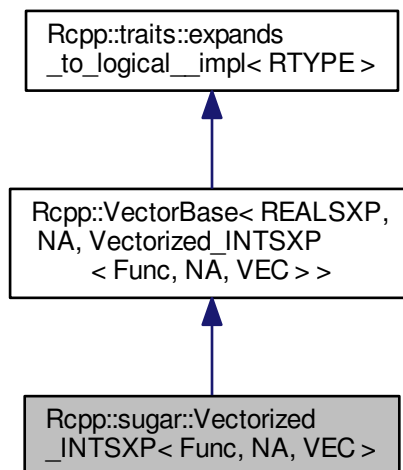 Rcpp::traits::expands
_to_logical__impl< RTYPE >
Rcpp::VectorBase< REALSXP,
NA, Vectorized_INTSXP
< Func, NA, VEC > >
Rcpp::sugar::Vectorized
_INTSXP< Func, NA, VEC >